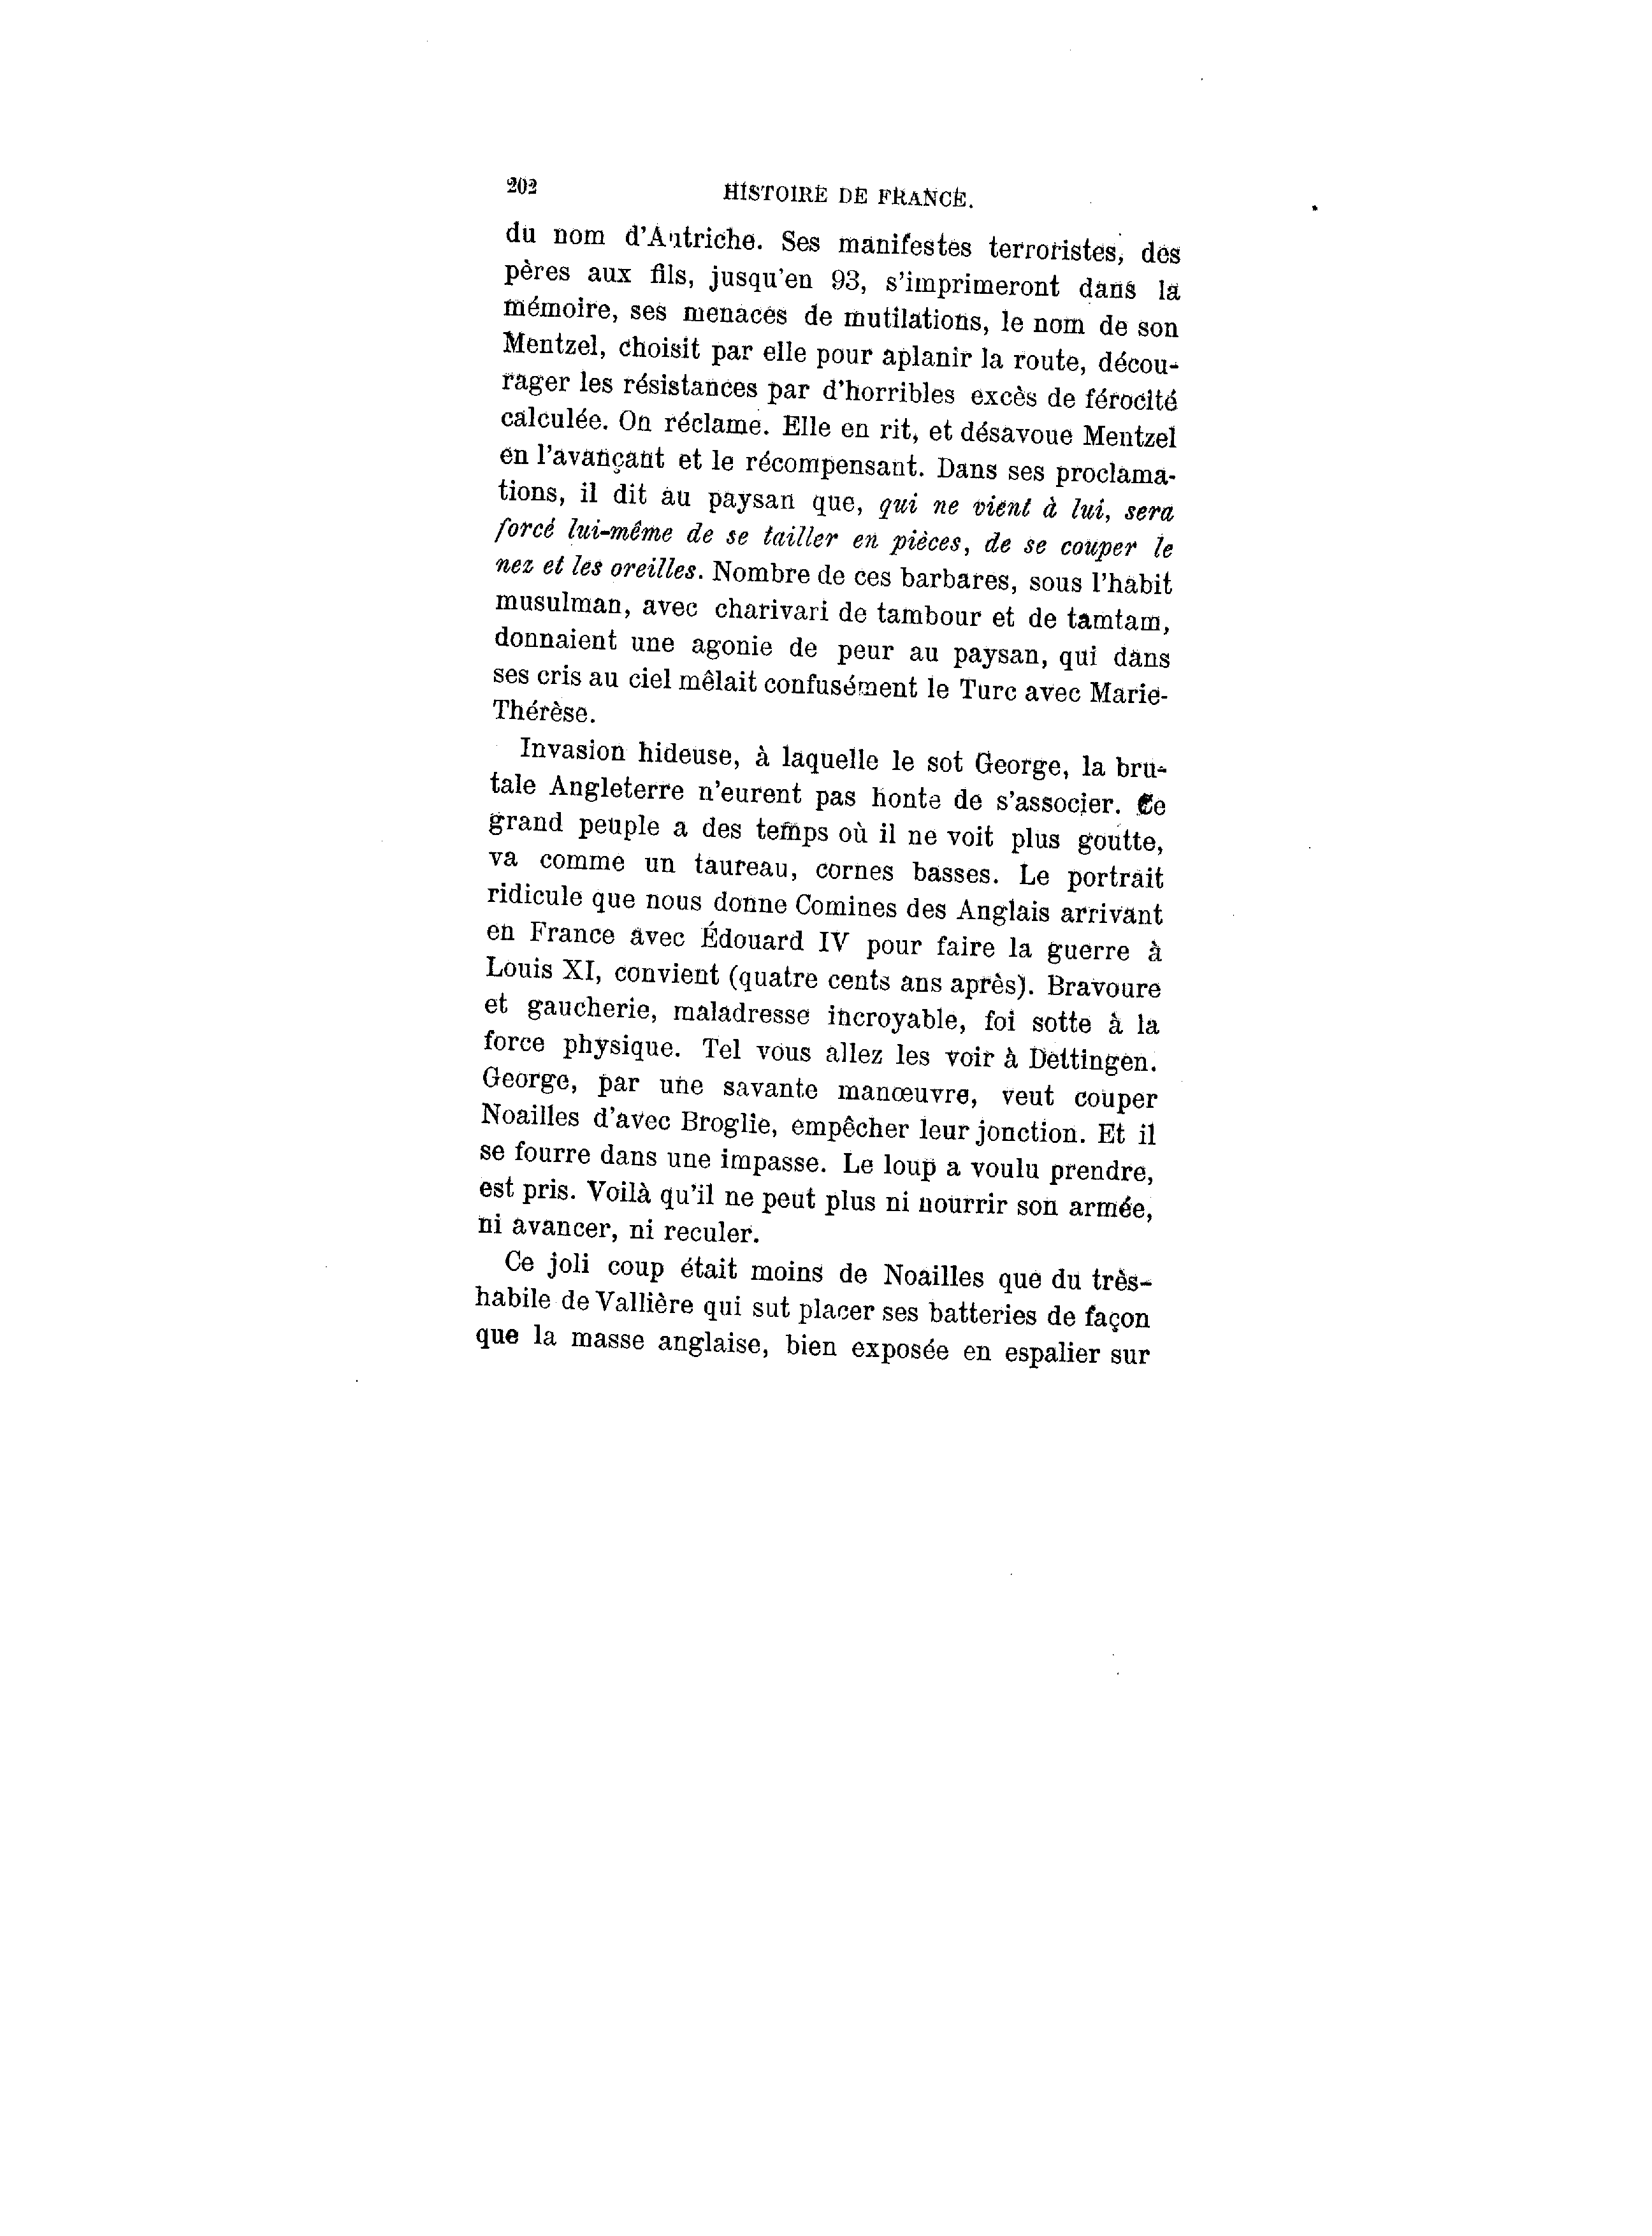 202
HISTOIRE DE FRANCE.
du nom d'Autriche. Ses manifestes terroristes, des
pères aux fils, jusqu'en 93, s'imprimeront dans la
mémoire, ses menaces de mutilations, le nom de son
Mentzel, choisit par elle pour aplanir la route, décou-
rager les résistances par d'horribles excès de férocité
calculée. On réclame. Elle en rit, et désavoue Mentzel
en l'avançant et le récompensant. Dans ses proclama-
tions, il dit au paysan que, qui ne vient à lui, sera
forcé lui-même de se tailler en pièces, de se couper le
nez et les oreilles. Nombre de ces barbares, sous l'habit
musulman, avec charivari de tambour et de tamtam,
donnaient une agonie de peur au paysan, qui dans
ses cris au ciel mêlait confusément le Turc avec Marie-
Thérèse.
Invasion hideuse, à laquelle le sot George, la bru-
tale Angleterre n'eurent pas honte de s'associer. Ce
grand peuple a des temps où il ne voit plus goutte,
va comme un taureau, cornes basses. Le portrait
ridicule que nous donne Comines des Anglais arrivant
en France avec Édouard IV pour faire la guerre à
Louis XI, convient (quatre cents ans après). Bravoure
et gaucherie, maladresse incroyable, foi sotte à la
force physique. Tel vous allez les voir à Dettingen.
George, par une savante manœuvre, veut couper
Noailles d'avec Broglie, empêcher leur jonction. Et il
se fourre dans une impasse. Le loup a voulu prendre,
est pris. Voilà qu'il ne peut plus ni nourrir son armée,
ni avancer, ni reculer.
Ce joli coup était moins de Noailles que du très-
habile de Vallière qui sut placer ses batteries de façon
que la masse anglaise, bien exposée en espalier sur